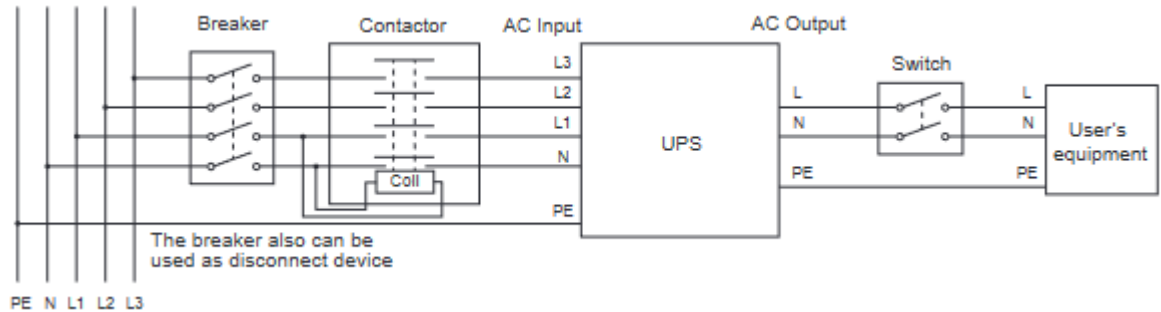 Breaker
Contactor
AC Input
AC Output
Switch
L3
L2
L1
N
PE
Coll
UPS
L
N
PE
L
N
PE
User's
equipment
The breaker also can be
used as disconnect device
PE N L1 L2 L3